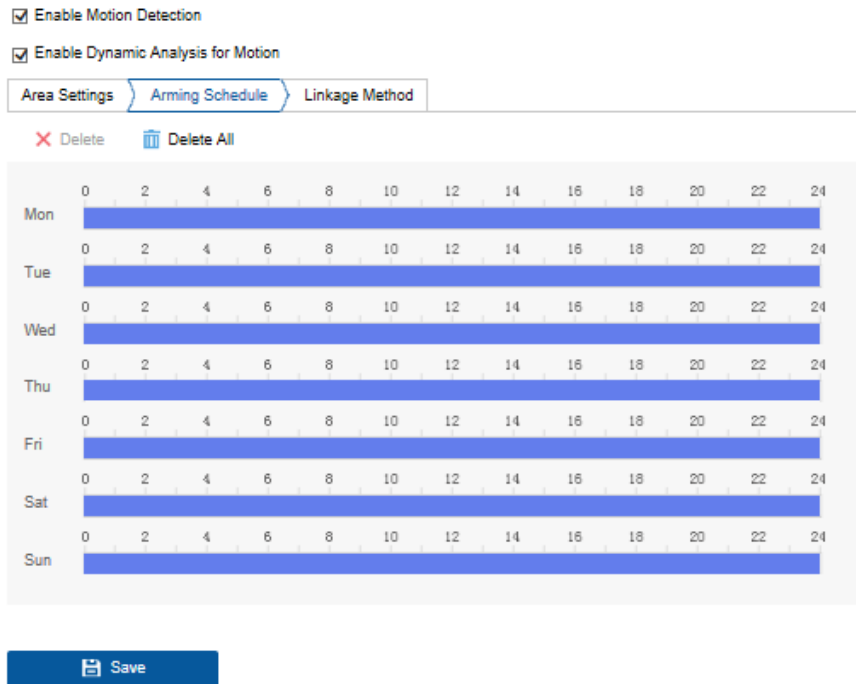 Enable Motion Detection
Enable Dynamic Analysis for Motion
Area Settings Arming Schedule Linkage Method
Delete Delete All
0 2 4 6 8 10 12 14 16 18 20 22 24
Mon
0 2 4 6 8 10 12 14 16 18 20 22 24
Tue
0 2 4 6 8 10 12 14 16 18 20 22 24
Wed
0 2 4 6 8 10 12 14 16 18 20 22 24
Thu
0 2 4 6 8 10 12 14 16 18 20 22 24
Fri
0 2 4 6 8 10 12 14 16 18 20 22 24
Sat
0 2 4 6 8 10 12 14 16 18 20 22 24
Sun
Save